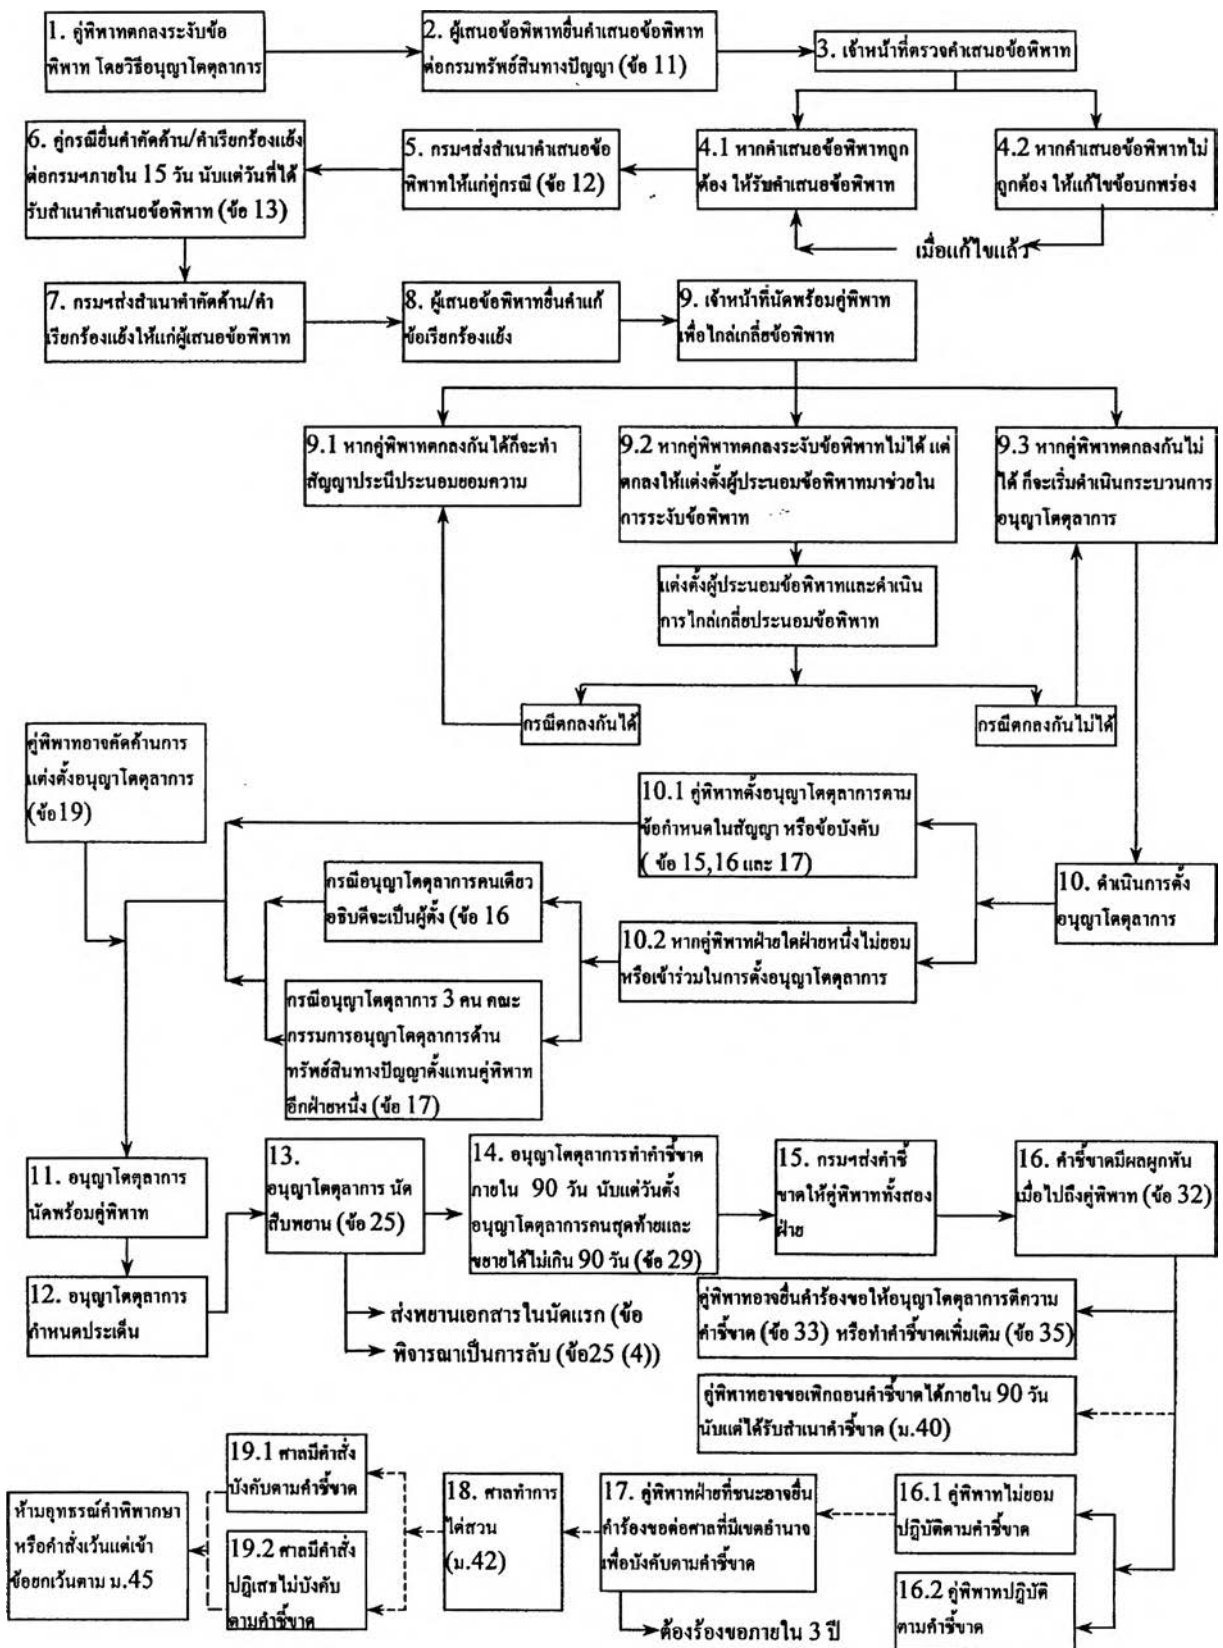 1. คู่พิพาทตกลงระงับข้อ
พิพาท โดยวิธีอนุญาโตตุลาการ
2. ผู้เสนอข้อพิพาทยื่นคำเสนอข้อพิพาท
ต่อกรมทรัพย์สินทางปัญญา (ข้อ 11)
3. เจ้าหน้าที่ตรวจคำเสนอข้อพิพาท
4.1 หากคำเสนอข้อพิพาทถูก
ต้อง ให้รับคำเสนอข้อพิพาท
4.2 หากคำเสนอข้อพิพาทไม่
ถูกต้อง ให้แก้ไขข้อบกพร่อง
เมื่อแก้ไขแล้ว
5. กรมฯส่งสำเนาคำเสนอข้อ
พิพาทให้แก่คู่กรณี (ข้อ 12)
6. คู่กรณียื่นคำคัดค้าน/คำเรียกร้องแย้ง
ต่อกรมฯภายใน 15 วัน นับแต่วันที่ได้
รับสำเนาคำเสนอข้อพิพาท (ข้อ 13)
7. กรมฯส่งสำเนาคำคัดค้าน/คำ
เรียกร้องแย้งให้แก่ผู้เสนอข้อพิพาท
8. ผู้เสนอข้อพิพาทยื่นคำแก้
ข้อเรียกร้องแย้ง
9. เจ้าหน้าที่นัดพร้อมคู่พิพาท
เพื่อไกล่เกลี่ยข้อพิพาท
9.1 หากคู่พิพาทตกลงกันได้ก็จะทำ
สัญญาประนีประนอมยอมความ
9.2 หากคู่พิพาทตกลงระงับข้อพิพาทไม่ได้ แต่
ตกลงให้แต่งตั้งผู้ประนอมข้อพิพาทมาช่วยใน
การระงับข้อพิพาท
9.3 หากคู่พิพาทตกลงกันไม่
ได้ ก็จะเริ่มดำเนินกระบวนการ
อนุญาโตตุลาการ
แต่งตั้งผู้ประนอมข้อพิพาทและดำเนิน
การไกล่เกลี่ยประนอมข้อพิพาท
กรณีตกลงกันได้
กรณีตกลงกันไม่ได้
คู่พิพาทอาจคัดค้านการ
แต่งตั้งอนุญาโตตุลาการ
(ข้อ19)
10.1 คู่พิพาทตั้งอนุญาโตตุลาการตาม
ข้อกำหนดในสัญญา หรือข้อบังคับ
( ข้อ 15,16 และ 17)
10. ดำเนินการตั้ง
อนุญาโตตุลาการ
กรณีอนุญาโตตุลาการคนเดียว
อธิบดีจะเป็นผู้ตั้ง (ข้อ 16
10.2 หากคู่พิพาทฝ่ายใดฝ่ายหนึ่งไม่ยอม
หรือเข้าร่วมในการตั้งอนุญาโตตุลาการ
กรณีอนุญาโตตุลาการ 3 คน คณะ
กรรมการอนุญาโตตุลาการด้าน
ทรัพย์สินทางปัญญาตั้งแทนคู่พิพาท
อีกฝ่ายหนึ่ง (ข้อ 17)
11. อนุญาโตตุลาการ
นัดพร้อมคู่พิพาท
12. อนุญาโตตุลาการ
กำหนดประเด็น
13.
อนุญาโตตุลาการ นัด
สืบพยาน (ข้อ 25)
ส่งพยานเอกสารในนัดแรก (ข้อ
พิจารณาเป็นการลับ (ข้อ25 (4))
14. อนุญาโตตุลาการทำคำชี้ขาด
ภายใน 90 วัน นับแต่วันตั้ง
อนุญาโตตุลาการคนสุดท้ายและ
ขยายได้ไม่เกิน 90 วัน (ข้อ 29)
15. กรมฯส่งคำชี้
ขาดให้คู่พิพาททั้งสอง
ฝ่าย
16. คำชี้ขาดมีผลผูกพัน
เมื่อไปถึงคู่พิพาท (ข้อ 32)
คู่พิพาทอาจยื่นคำร้องขอให้อนุญาโตตุลาการตีความ
คำชี้ขาด (ข้อ 33) หรือทำคำชี้ขาดเพิ่มเติม (ข้อ 35)
คู่พิพาทอาจขอเพิกถอนคำชี้ขาดได้ภายใน 90 วัน
นับแต่ได้รับสำเนาคำชี้ขาด (ม.40)
16.1 คู่พิพาทไม่ยอม
ปฏิบัติตามคำชี้ขาด
16.2 คู่พิพาทปฏิบัติ
ตามคำชี้ขาด
17. คู่พิพาทฝ่ายที่ชนะอาจยื่น
คำร้องขอต่อศาลที่มีเขตอำนาจ
เพื่อบังคับตามคำชี้ขาด
ต้องร้องขอภายใน 3 ปี
18. ศาลทำการ
ไต่สวน
(ม.42)
19.1 ศาลมีคำสั่ง
บังคับตามคำชี้ขาด
19.2 ศาลมีคำสั่ง
ปฏิเสธไม่บังคับ
ตามคำชี้ขาด
ห้ามอุทธรณ์คำพิพากษา
หรือคำสั่งเว้นแต่เข้า
ข้อยกเว้นตาม ม.45